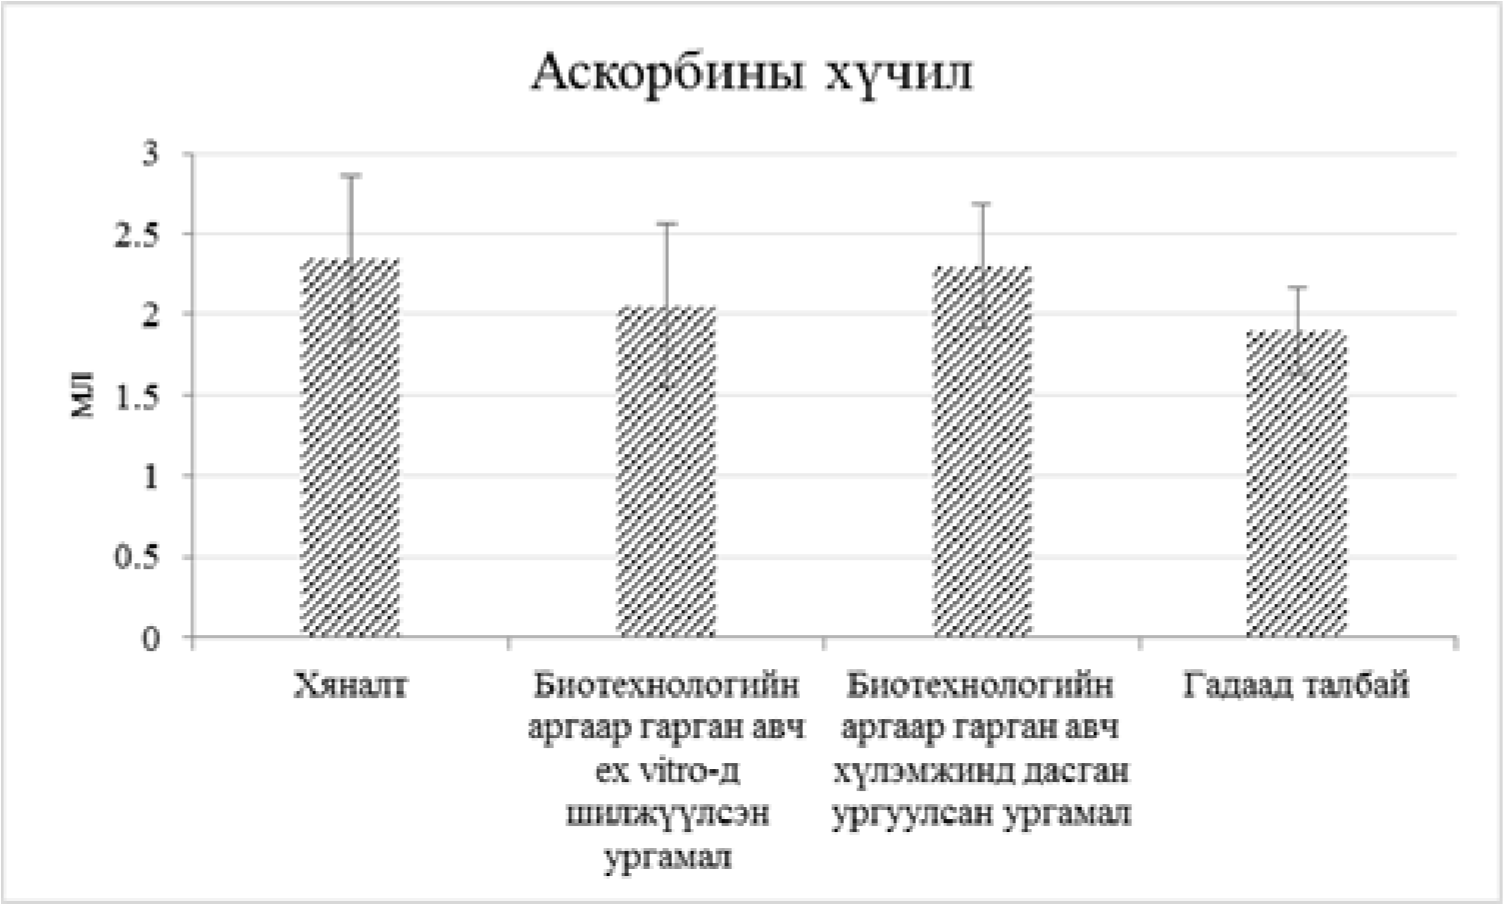 Аскорбины хүчил
3
2.5
2
1.5
1
0.5
0
мл
Хяналт
Биотехнологийн
аргаар гарган авч
ex vitro-д
шилжүүлсэн
ургамал
Биотехнологийн
аргаар гарган авч
хүлэмжинд дасган
ургуулсан ургамал
Гадаад талбай